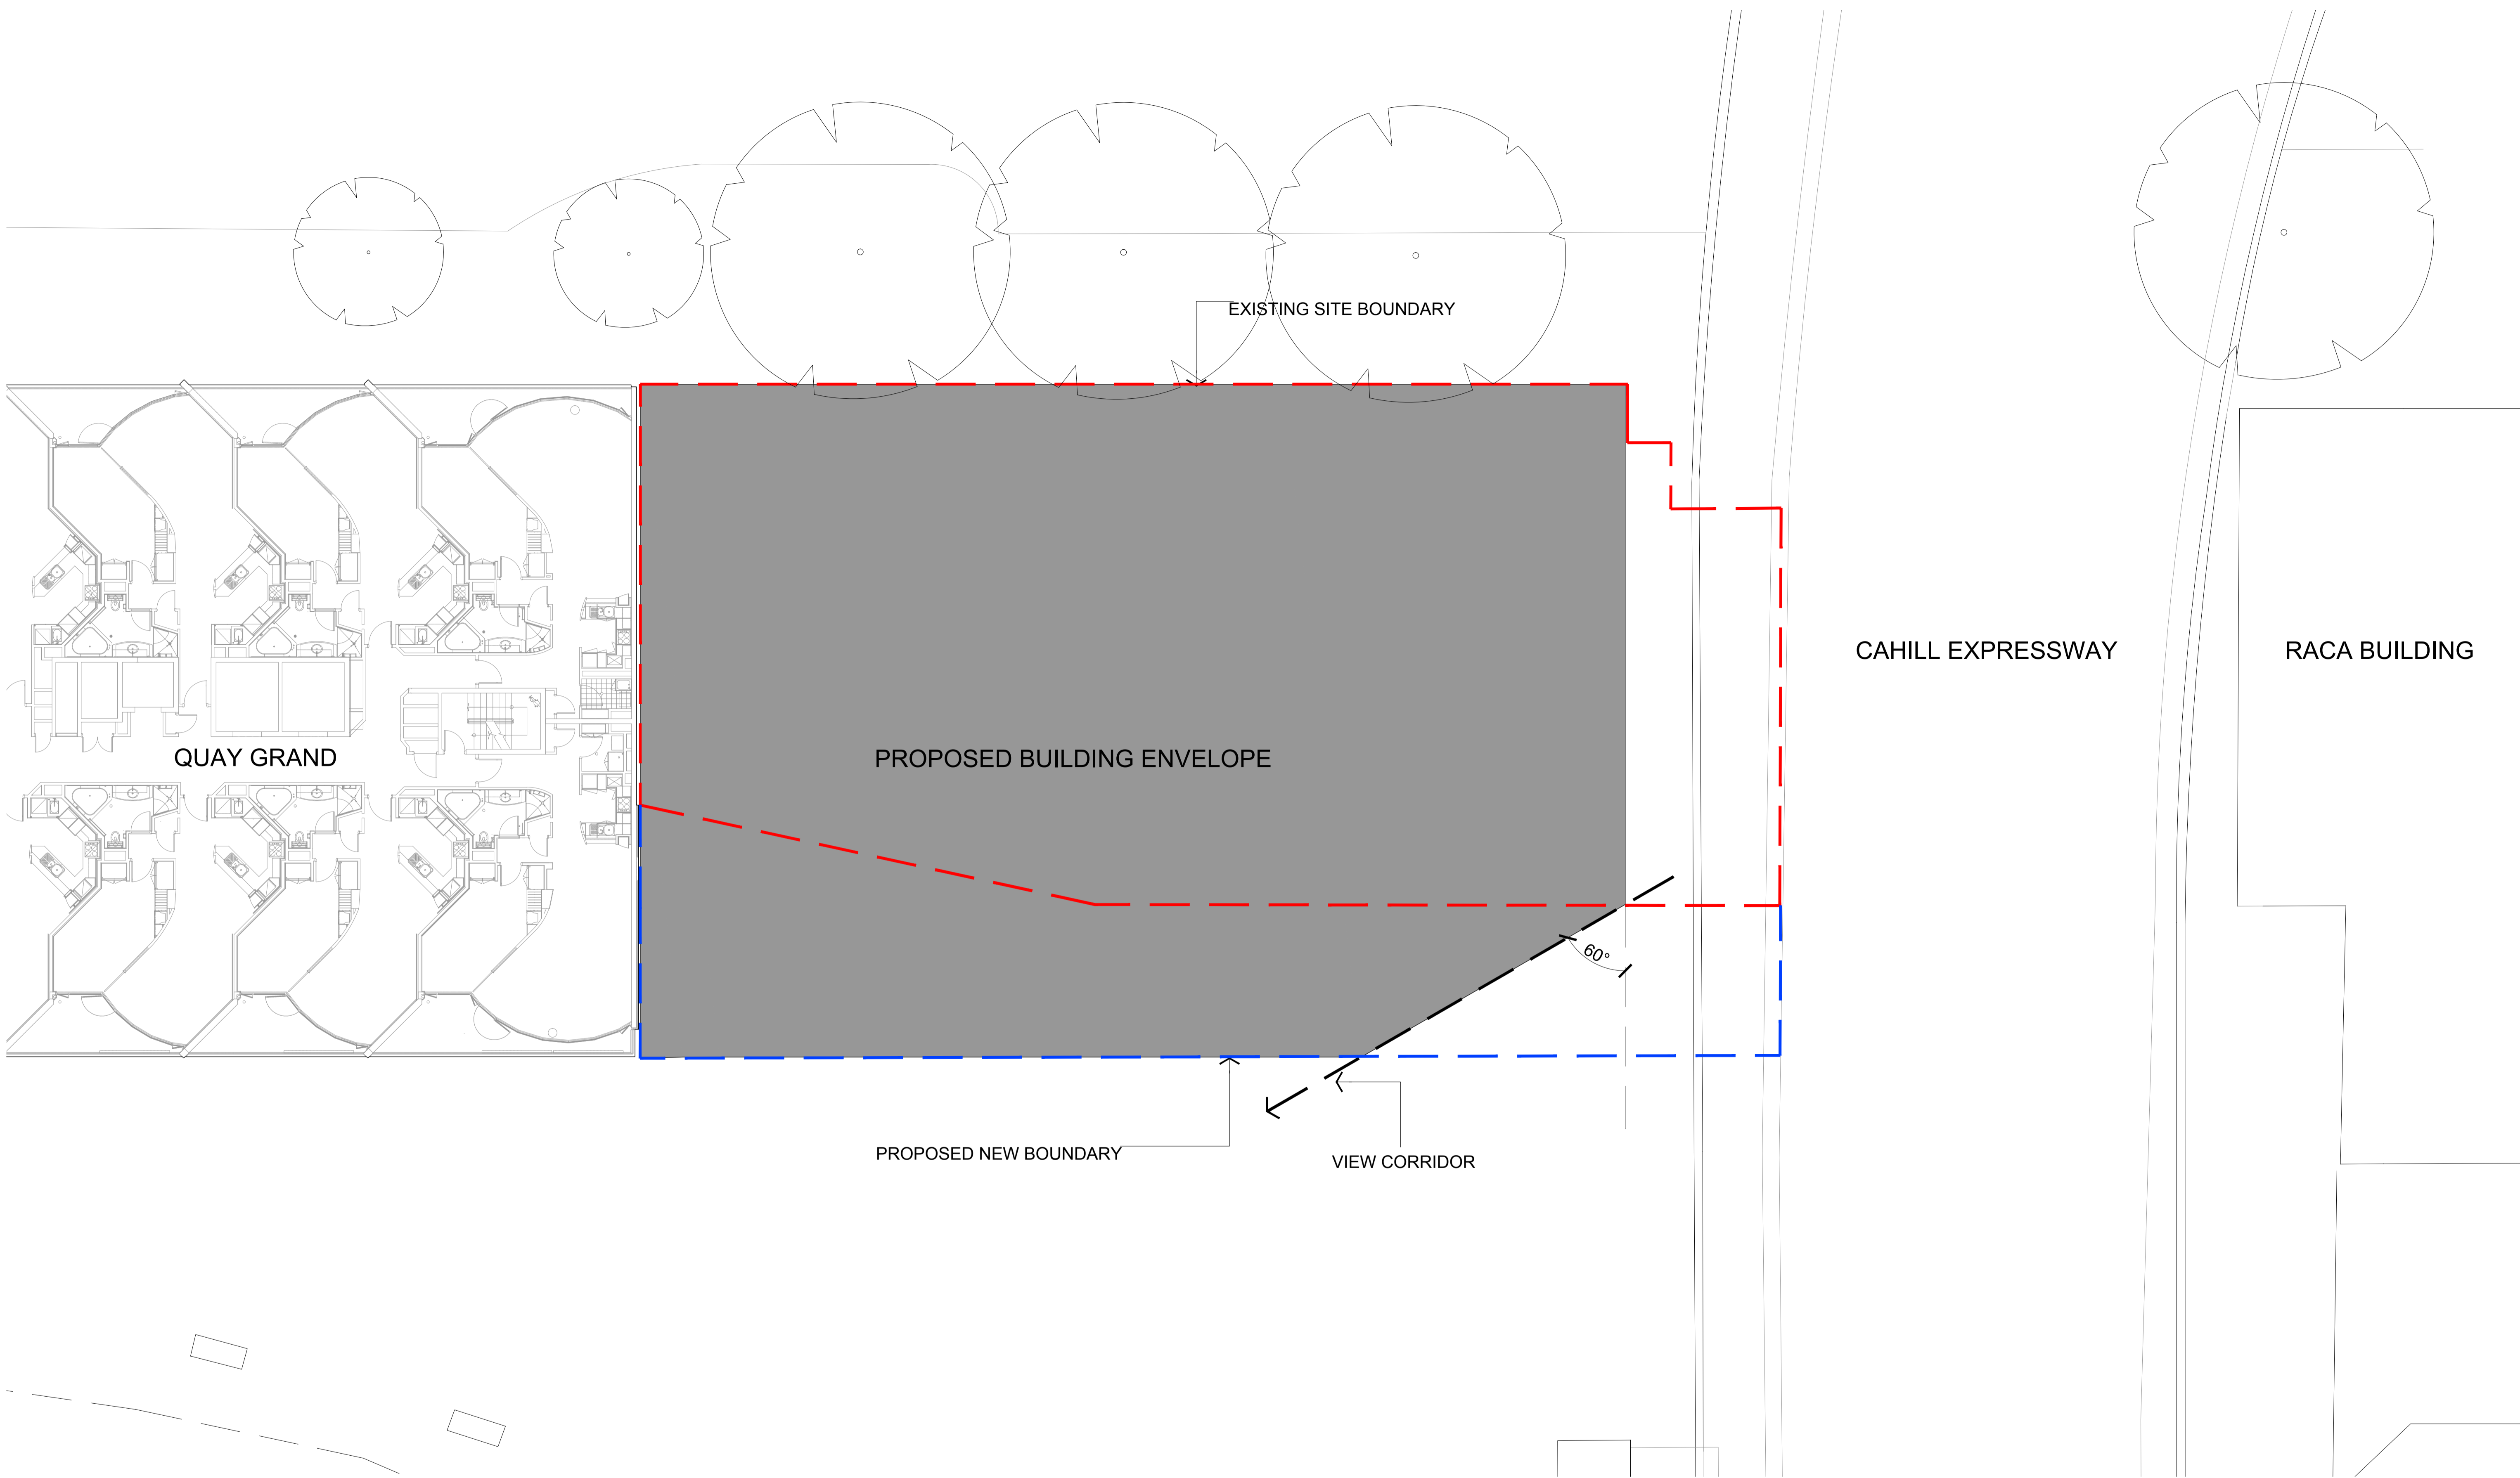 EXISTING SITE BOUNDARY
CAHILL EXPRESSWAY
RACA BUILDING
QUAY GRAND
PROPOSED BUILDING ENVELOPE
60°
PROPOSED NEW BOUNDARY
VIEW CORRIDOR